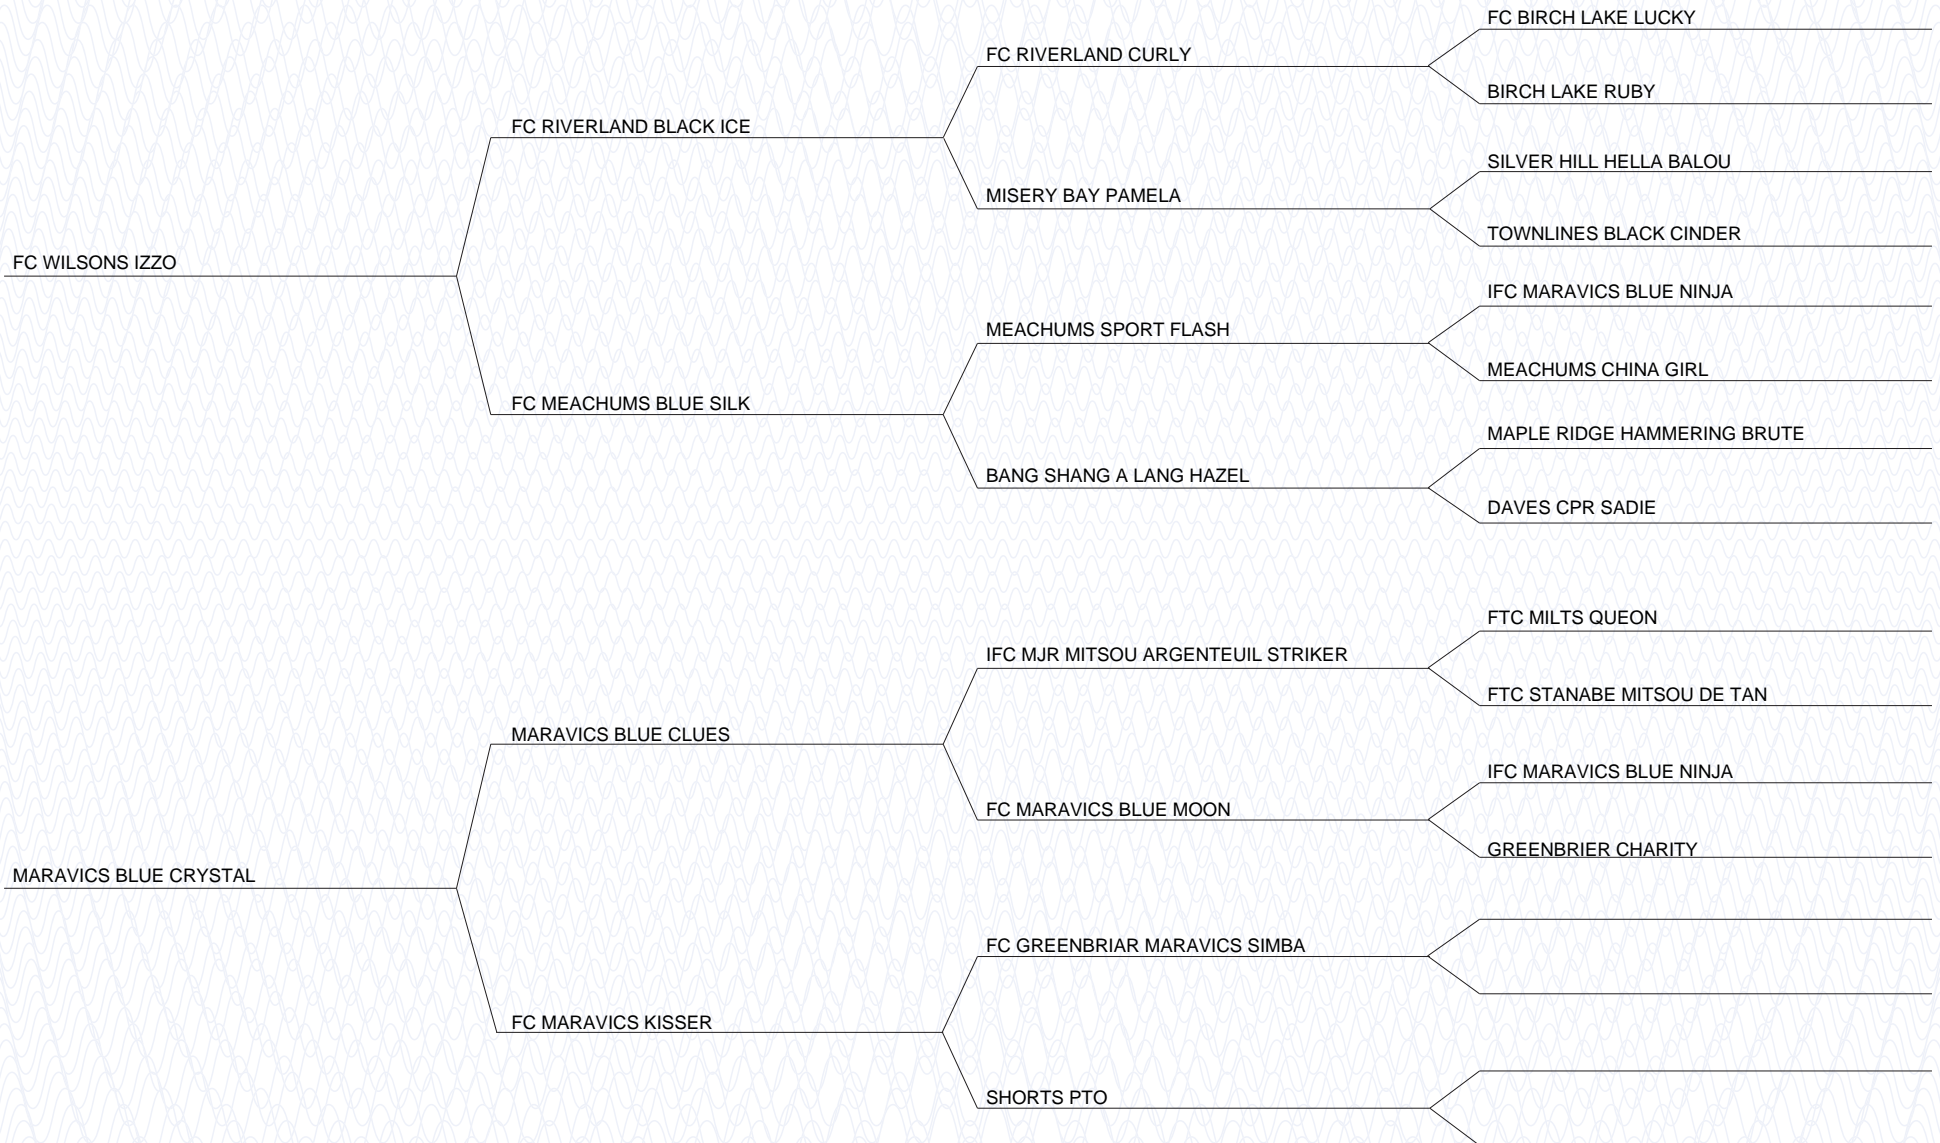 FC BIRCH LAKE LUCKY
FC RIVERLAND CURLY
BIRCH LAKE RUBY
FC RIVERLAND BLACK ICE
SILVER HILL HELLA BALOU
MISERY BAY PAMELA
TOWNLINES BLACK CINDER
FC WILSONS IZZO
IFC MARAVICS BLUE NINJA
MEACHUMS SPORT FLASH
MEACHUMS CHINA GIRL
FC MEACHUMS BLUE SILK
MAPLE RIDGE HAMMERING BRUTE
BANG SHANG A LANG HAZEL
DAVES CPR SADIE
FTC MILTS QUEON
IFC MJR MITSOU ARGENTEUIL STRIKER
FTC STANABE MITSOU DE TAN
MARAVICS BLUE CLUES
IFC MARAVICS BLUE NINJA
FC MARAVICS BLUE MOON
GREENBRIER CHARITY
MARAVICS BLUE CRYSTAL
FC GREENBRIAR MARAVICS SIMBA
FC MARAVICS KISSER
SHORTS PTO